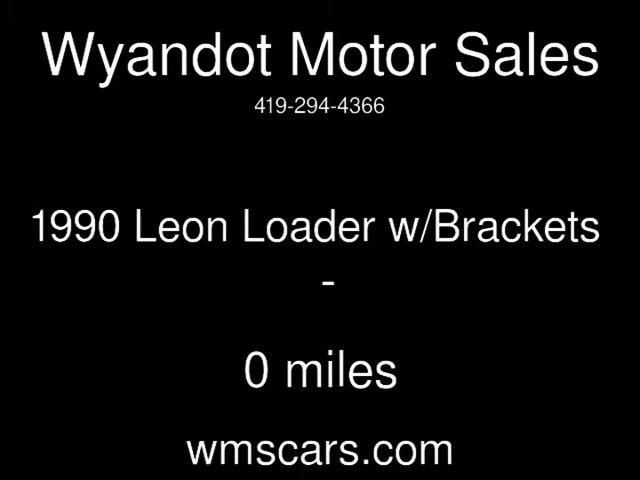 Wyandot Motor Sales
419-294-4366
1990 Leon Loader w/Brackets
-
0 miles
wmscars.com